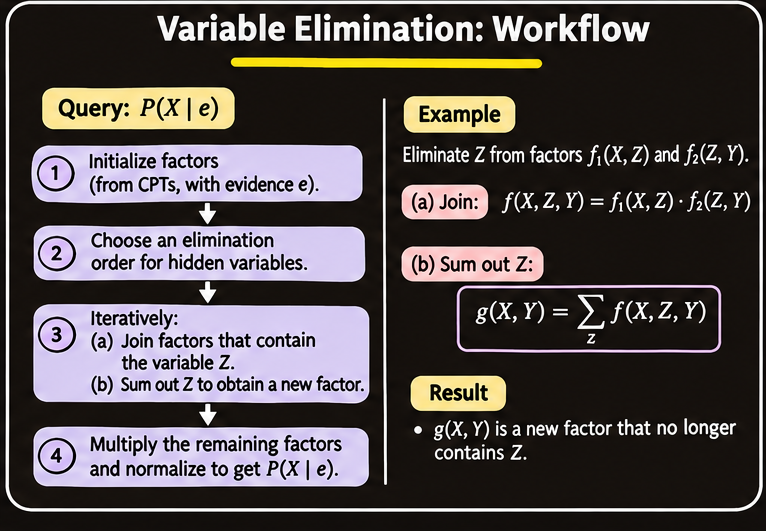 Variable Elimination: Workflow
Query: P(X | e)
1
Initialize factors
(from CPTs, with evidence e).
2
Choose an elimination
order for hidden variables.
3
Iteratively:
(a) Join factors that contain
the variable Z.
(b) Sum out Z to obtain a new factor.
4
Multiply the remaining factors
and normalize to get P(X | e).
Example
Eliminate Z from factors f₁(X, Z) and f₂(Z, Y).
(a) Join: f(X, Z, Y) = f₁(X, Z) · f₂(Z, Y)
(b) Sum out Z:
g(X, Y) = ∑ f(X, Z, Y)
z
Result
• g(X, Y) is a new factor that no longer
contains Z.